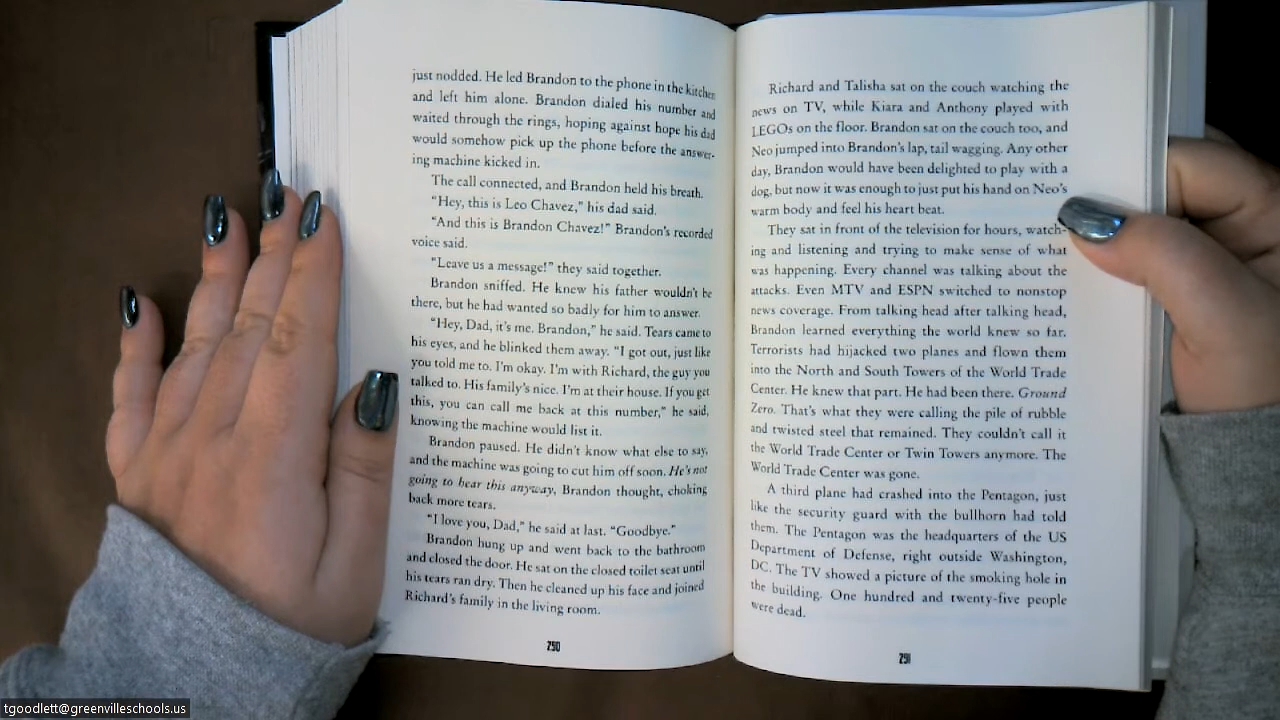 just nodded. He led Brandon to the phone in the kitchen
and left him alone. Brandon dialed his number and
waited through the rings, hoping against hope his dad
would somehow pick up the phone before the answer-
ing machine kicked in.
The call connected, and Brandon held his breath.
“Hey, this is Leo Chavez,” his dad said.
“And this is Brandon Chavez!” Brandon's recorded
voice said.
“Leave us a message!” they said together.
Brandon sniffed. He knew his father wouldn't be
there, but he had wanted so badly for him to answer.
“Hey, Dad, it's me. Brandon,” he said. Tears came to
his eyes, and he blinked them away. “I got out, just like
you told me to. I'm okay. I'm with Richard, the guy you
talked to. His family's nice. I'm at their house. If you get
this, you can call me back at this number,” he said,
knowing the machine would list it.
Brandon paused. He didn't know what else to say,
and the machine was going to cut him off soon. He's not
going to hear this anyway, Brandon thought, choking
back more tears.
“I love you, Dad,” he said at last. “Goodbye.”
Brandon hung up and went back to the bathroom
and closed the door. He sat on the closed toilet seat until
his tears ran dry. Then he cleaned up his face and joined
Richard's family in the living room.
290
Richard and Talisha sat on the couch watching the
news on TV, while Kiara and Anthony played with
LEGOs on the floor. Brandon sat on the couch too, and
Neo jumped into Brandon's lap, tail wagging. Any other
day, Brandon would have been delighted to play with a
dog, but now it was enough to just put his hand on Neo's
warm body and feel his heart beat.
They sat in front of the television for hours, watch-
ing and listening and trying to make sense of what
was happening. Every channel was talking about the
attacks. Even MTV and ESPN switched to nonstop
news coverage. From talking head after talking head,
Brandon learned everything the world knew so far.
Terrorists had hijacked two planes and flown them
into the North and South Towers of the World Trade
Center. He knew that part. He had been there. Ground
Zero. That's what they were calling the pile of rubble
and twisted steel that remained. They couldn't call it
the World Trade Center or Twin Towers anymore. The
World Trade Center was gone.
A third plane had crashed into the Pentagon, just
like the security guard with the bullhorn had told
them. The Pentagon was the headquarters of the US
Department of Defense, right outside Washington,
DC. The TV showed a picture of the smoking hole in
the building. One hundred and twenty-five people
were dead.
291
tgoodlett@greenvilleschools.us